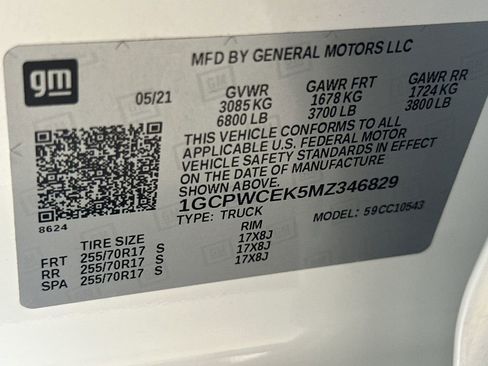 MFD BY GENERAL MOTORS LLC
gm
05/21 GVWR GAWR FRT GAWR RR
3085 KG 1678 KG 1724 KG
6800 LB 3700 LB 3800 LB
THIS VEHICLE CONFORMS TO ALL
APPLICABLE U.S. FEDERAL MOTOR
VEHICLE SAFETY STANDARDS IN EFFECT
ON THE DATE OF MANUFACTURE
SHOWN ABOVE.
1GCPWCEK5MZ346829
8624 TYPE: TRUCK MODEL: 59CC10543
TIRE SIZE RIM
FRT 255/70R17 S 17X8J
RR 255/70R17 S 17X8J
SPA 255/70R17 S 17X8J